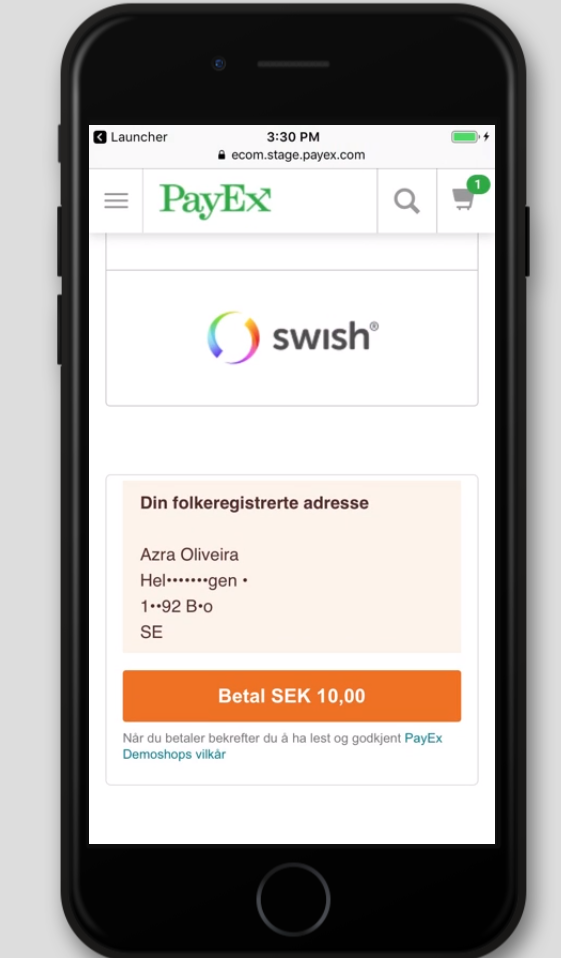 Launcher
3:30 PM
ecom.stage.payex.com
PayEx
1
swish®
Din folkeregistrerte adresse
Azra Oliveira
Hel•••••••gen •
1••92 B•o
SE
Betal SEK 10,00
Når du betaler bekrefter du å ha lest og godkjent PayEx
Demoshops vilkår